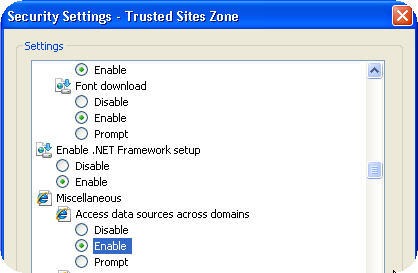 Security Settings - Trusted Sites Zone
Settings
Enable
Font download
Disable
Enable
Prompt
Enable .NET Framework setup
Disable
Enable
Miscellaneous
Access data sources across domains
Disable
Enable
Prompt